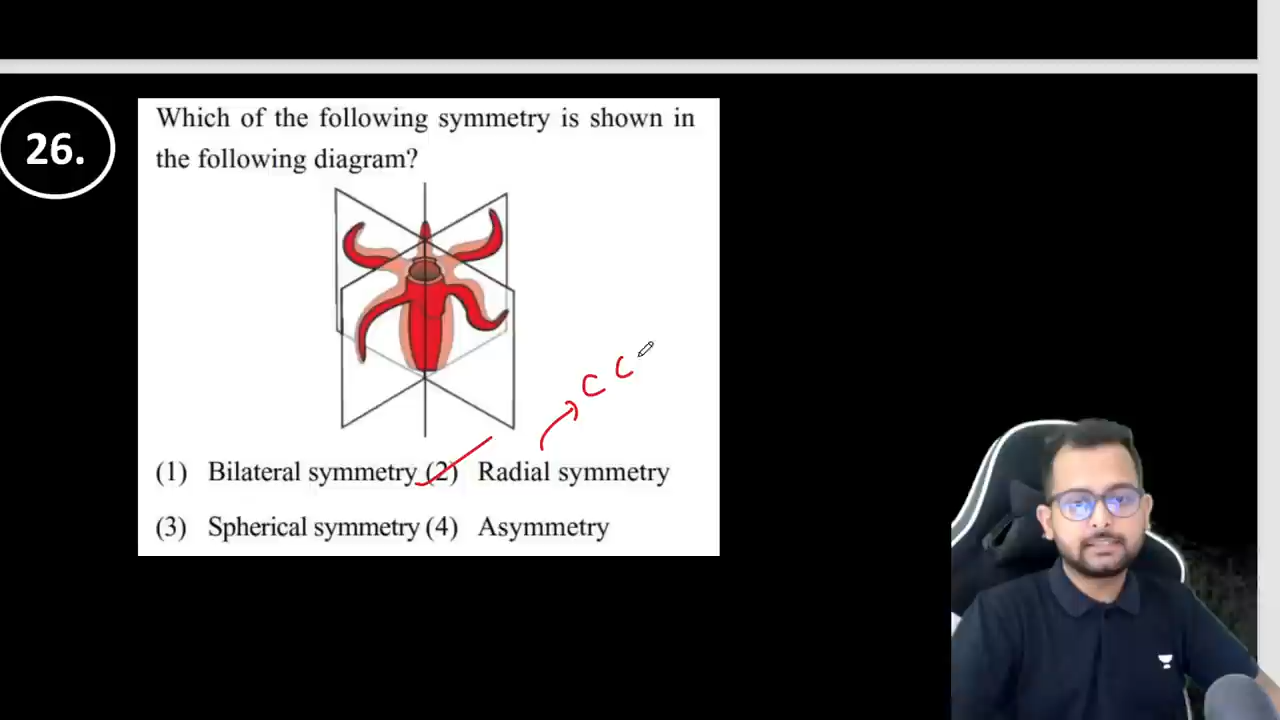 26.
Which of the following symmetry is shown in
the following diagram?
C C
(1) Bilateral symmetry (2) Radial symmetry
(3) Spherical symmetry (4) Asymmetry